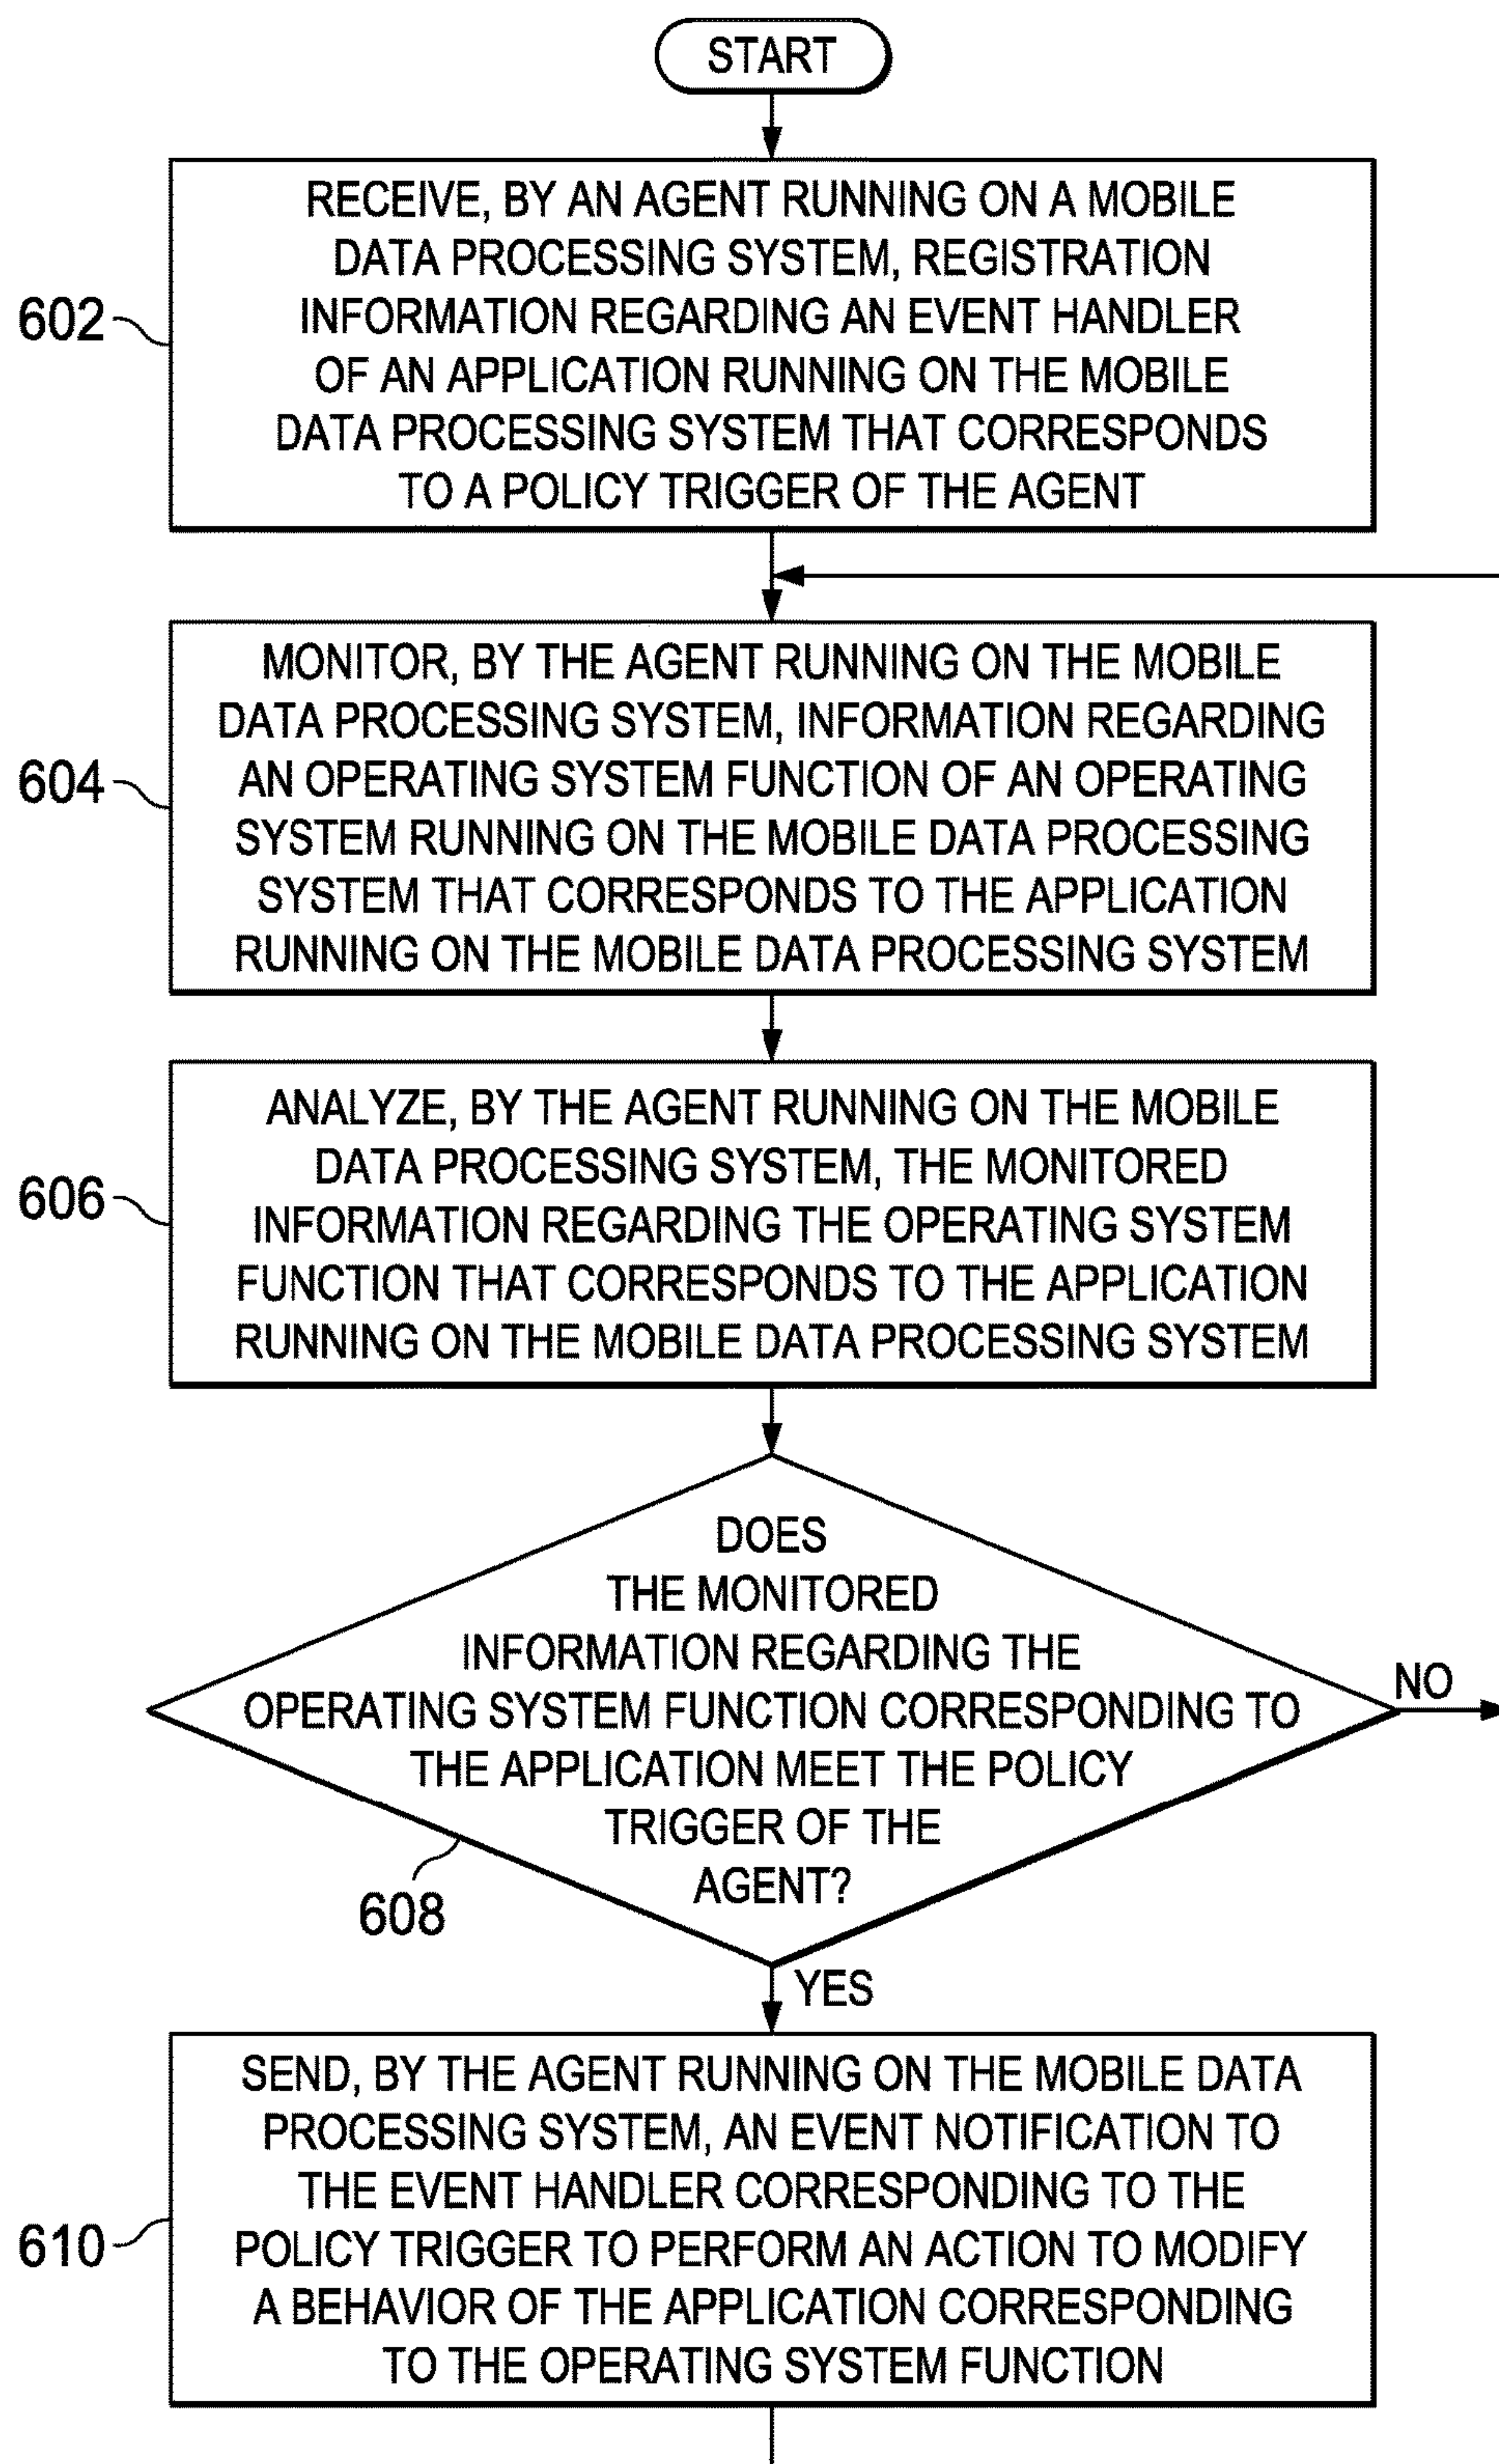 START
RECEIVE, BY AN AGENT RUNNING ON A MOBILE
DATA PROCESSING SYSTEM, REGISTRATION
INFORMATION REGARDING AN EVENT HANDLER
OF AN APPLICATION RUNNING ON THE MOBILE
DATA PROCESSING SYSTEM THAT CORRESPONDS
TO A POLICY TRIGGER OF THE AGENT
602
MONITOR, BY THE AGENT RUNNING ON THE MOBILE
DATA PROCESSING SYSTEM, INFORMATION REGARDING
AN OPERATING SYSTEM FUNCTION OF AN OPERATING
SYSTEM RUNNING ON THE MOBILE DATA PROCESSING
SYSTEM THAT CORRESPONDS TO THE APPLICATION
RUNNING ON THE MOBILE DATA PROCESSING SYSTEM
604
ANALYZE, BY THE AGENT RUNNING ON THE MOBILE
DATA PROCESSING SYSTEM, THE MONITORED
INFORMATION REGARDING THE OPERATING SYSTEM
FUNCTION THAT CORRESPONDS TO THE APPLICATION
RUNNING ON THE MOBILE DATA PROCESSING SYSTEM
606
DOES
THE MONITORED
INFORMATION REGARDING THE
OPERATING SYSTEM FUNCTION CORRESPONDING TO
THE APPLICATION MEET THE POLICY
TRIGGER OF THE
AGENT?
608
NO
YES
SEND, BY THE AGENT RUNNING ON THE MOBILE DATA
PROCESSING SYSTEM, AN EVENT NOTIFICATION TO
THE EVENT HANDLER CORRESPONDING TO THE
POLICY TRIGGER TO PERFORM AN ACTION TO MODIFY
A BEHAVIOR OF THE APPLICATION CORRESPONDING
TO THE OPERATING SYSTEM FUNCTION
610